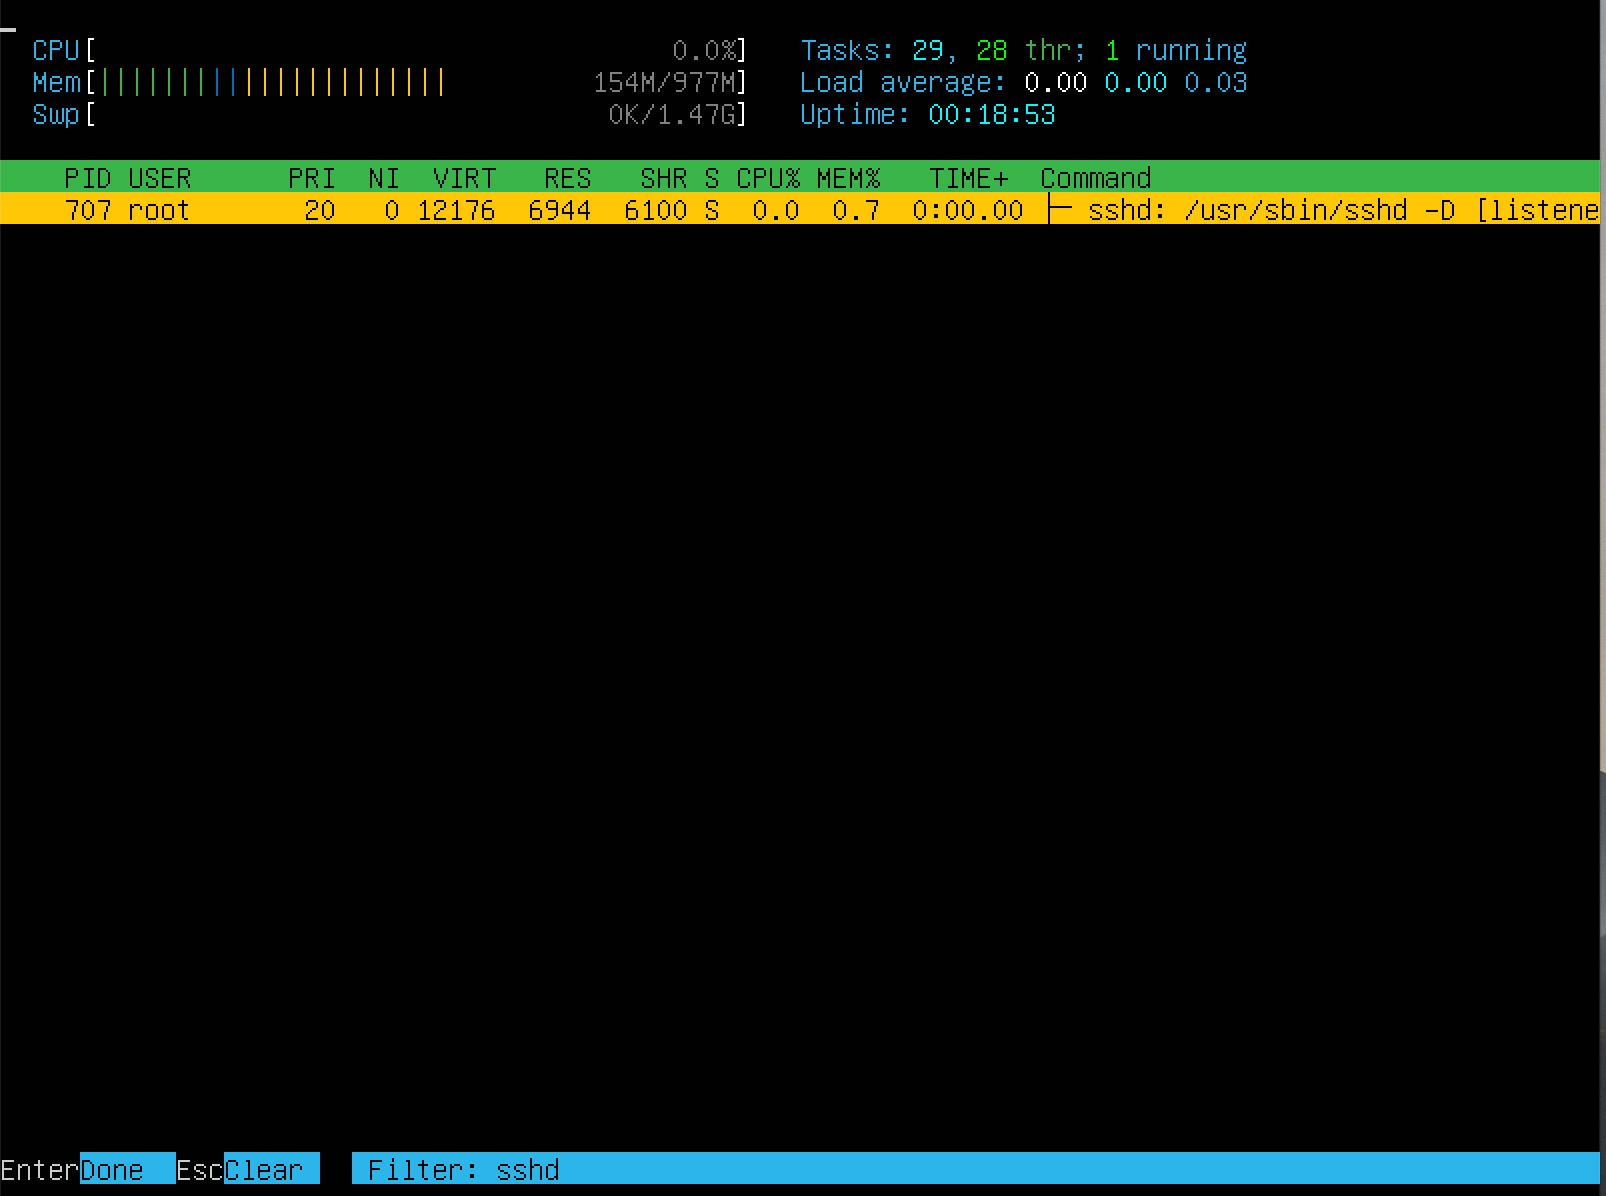 CPU[ 0.0%] Tasks: 29, 28 thr; 1 running
Mem[|||||||||||||||||||||| 154M/977M] Load average: 0.00 0.00 0.03
Swp[ 0K/1.47G] Uptime: 00:18:53
PID USER PRI NI VIRT RES SHR S CPU% MEM% TIME+ Command
707 root 20 0 12176 6944 6100 S 0.0 0.7 0:00.00 ├─ sshd: /usr/sbin/sshd -D [listene
EnterDone EscClear Filter: sshd